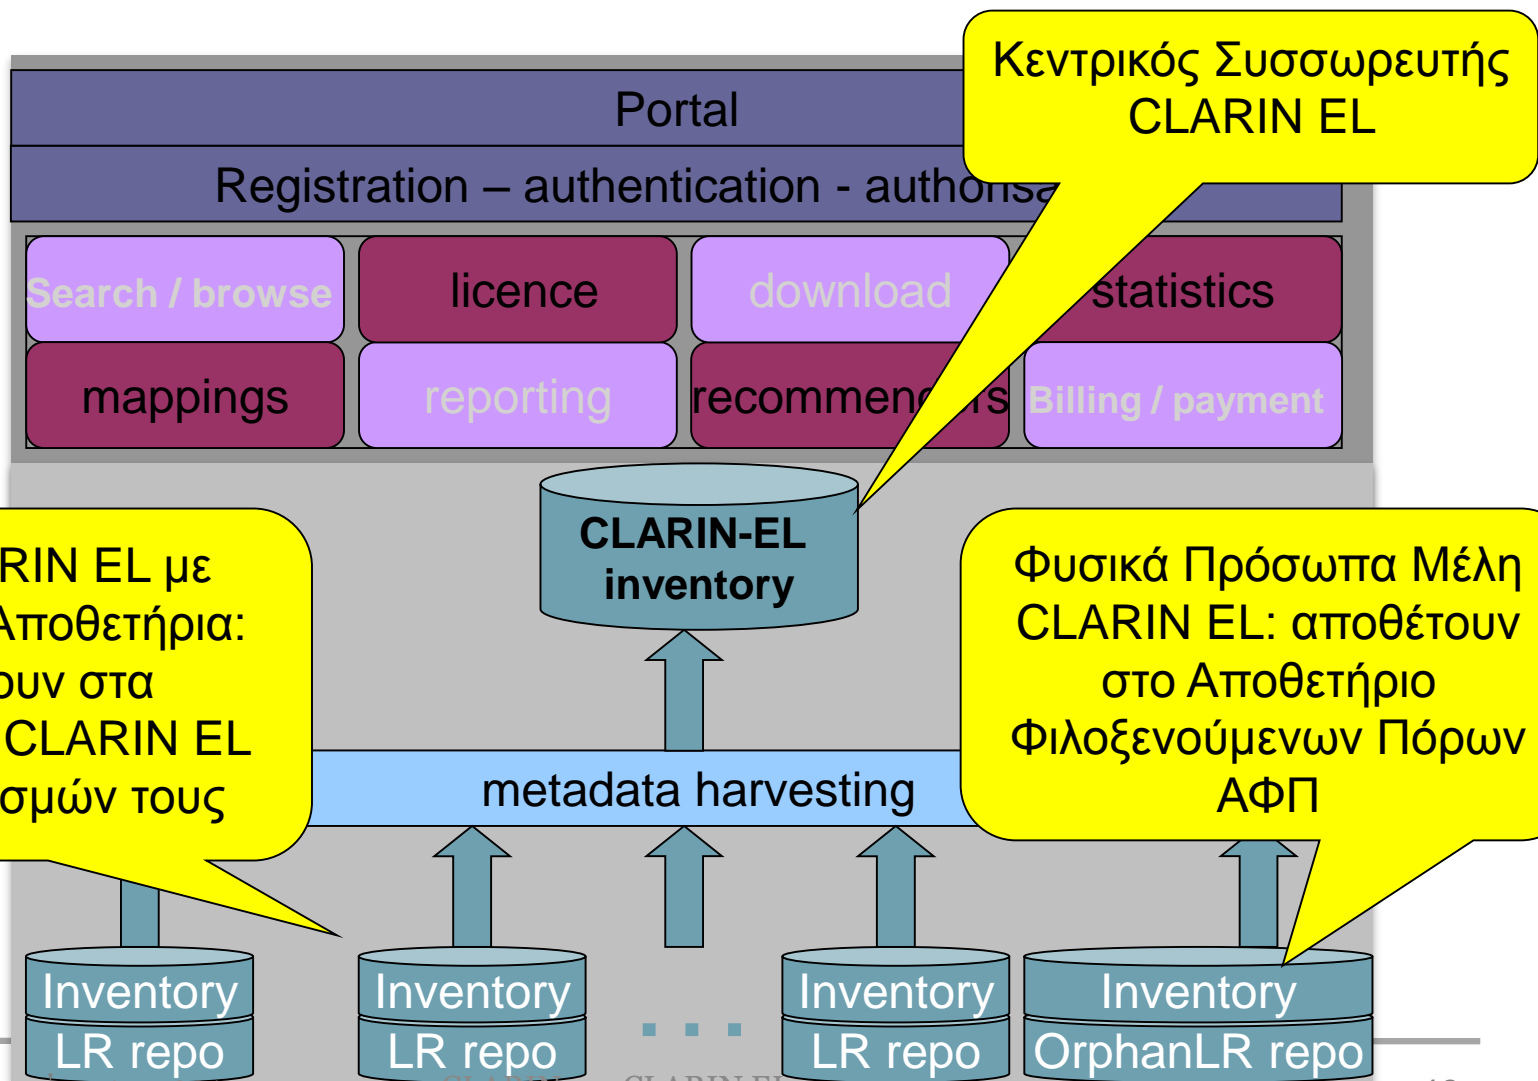 Κεντρικός Συσσωρευτής
CLARIN EL
Portal
Registration – authentication - authorisa
Search / browse
licence
download
statistics
mappings
reporting
recommenders
Billing / payment
CLARIN-EL
inventory
RIN EL με
Αποθετήρια:
ουν στα
CLARIN EL
σμών τους
Φυσικά Πρόσωπα Μέλη
CLARIN EL: αποθέτουν
στο Αποθετήριο
Φιλοξενούμενων Πόρων
ΑΦΠ
metadata harvesting
Inventory
LR repo
Inventory
LR repo
...
Inventory
LR repo
Inventory
OrphanLR repo